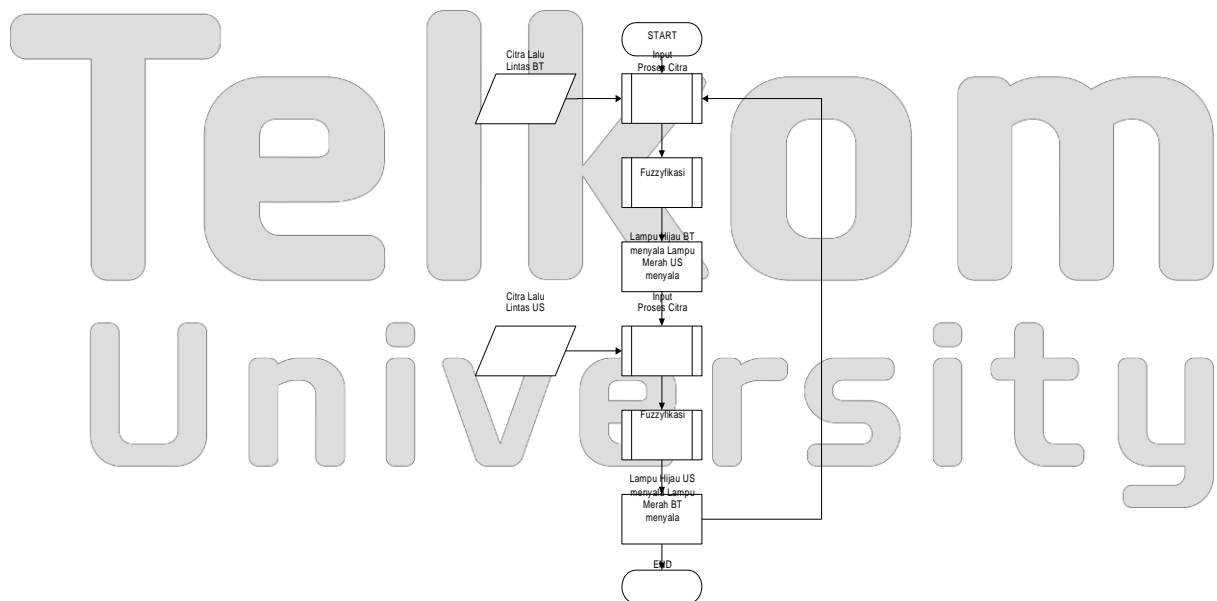 Telkom
University
START
Citra Lalu
Lintas BT
Input
Proses Citra
Fuzzyfikasi
Lampu Hijau BT
menyala Lampu
Merah US
menyala
Citra Lalu
Lintas US
Input
Proses Citra
Fuzzyfikasi
Lampu Hijau US
menyala Lampu
Merah BT
menyala
END